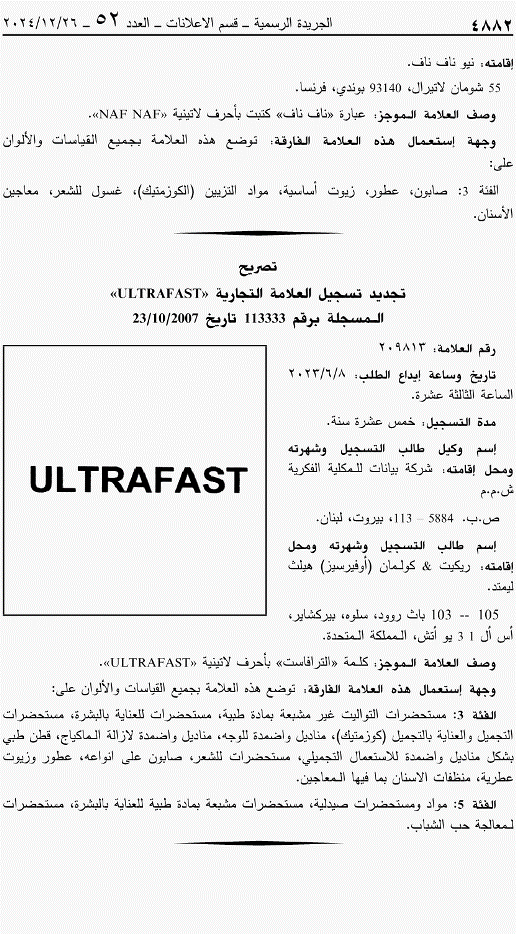 ٤٨٨٢ الجريدة الرسمية ـ قسم الاعلانات ـ العدد ٥٢ ـ ٢٠٢٤/١٢/٢٦
إقامته: نيو ناف ناف.
55 شومان لاتيرال، 93140 بوندي، فرنسا.
وصف العلامة الموجز: عبارة «ناف ناف» كتبت بأحرف لاتينية «NAF NAF».
وجهة إستعمال هذه العلامة الفارقة: توضع هذه العلامة بجميع القياسات والألوان
على:
الفئة 3: صابون، عطور، زيوت أساسية، مواد التزيين (الكوزمتيك)، غسول للشعر، معاجين
الأسنان.
تصريح
تجديد تسجيل العلامة التجارية «ULTRAFAST»
المسجلة برقم 113333 تاريخ 23/10/2007
رقم العلامة: ٢٠٩٨١٣
تاريخ وساعة إيداع الطلب: ٢٠٢٣/٦/٨
الساعة الثالثة عشرة.
مدة التسجيل: خمس عشرة سنة.
إسم وكيل طالب التسجيل وشهرته
ومحل إقامته: شركة بيانات للمكلية الفكرية
ش.م.م
ص.ب. 5884 – 113، بيروت، لبنان.
إسم طالب التسجيل وشهرته ومحل
إقامته: ريكيت & كولمان (أوفيرسيز) هيلث
ليمتد.
105 -- 103 باث روود، سلوه، بيركشاير،
أس أل 1 3 يو أتش، المملكة المتحدة.
ULTRAFAST
وصف العلامة الموجز: كلمة «الترافاست» بأحرف لاتينية «ULTRAFAST».
وجهة إستعمال هذه العلامة الفارقة: توضع هذه العلامة بجميع القياسات والألوان على:
الفئة 3: مستحضرات التواليت غير مشبعة بمادة طبية، مستحضرات للعناية بالبشرة، مستحضرات
التجميل والعناية بالتجميل (كوزمتيك)، مناديل واضمدة للوجه، مناديل واضمدة لازالة الماكياج، قطن طبي
بشكل مناديل واضمدة للاستعمال التجميلي، مستحضرات للشعر، صابون على انواعه، عطور وزيوت
عطرية، منظفات الاسنان بما فيها المعاجين.
الفئة 5: مواد ومستحضرات صيدلية، مستحضرات مشبعة بمادة طبية للعناية بالبشرة، مستحضرات
لمعالجة حب الشباب.